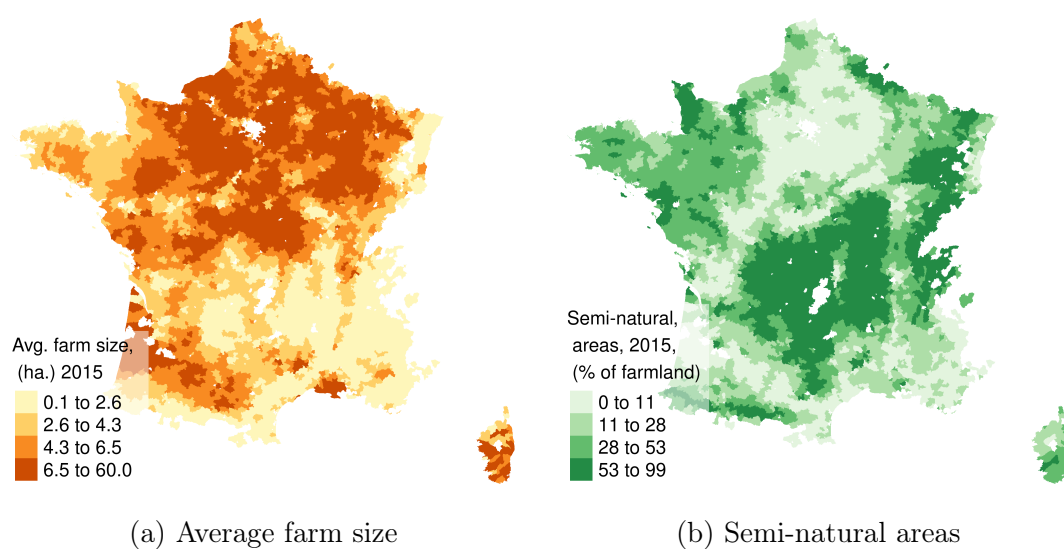 Avg. farm size,
(ha.) 2015
0.1 to 2.6
2.6 to 4.3
4.3 to 6.5
6.5 to 60.0
(a) Average farm size
Semi-natural,
areas, 2015,
(% of farmland)
0 to 11
11 to 28
28 to 53
53 to 99
(b) Semi-natural areas